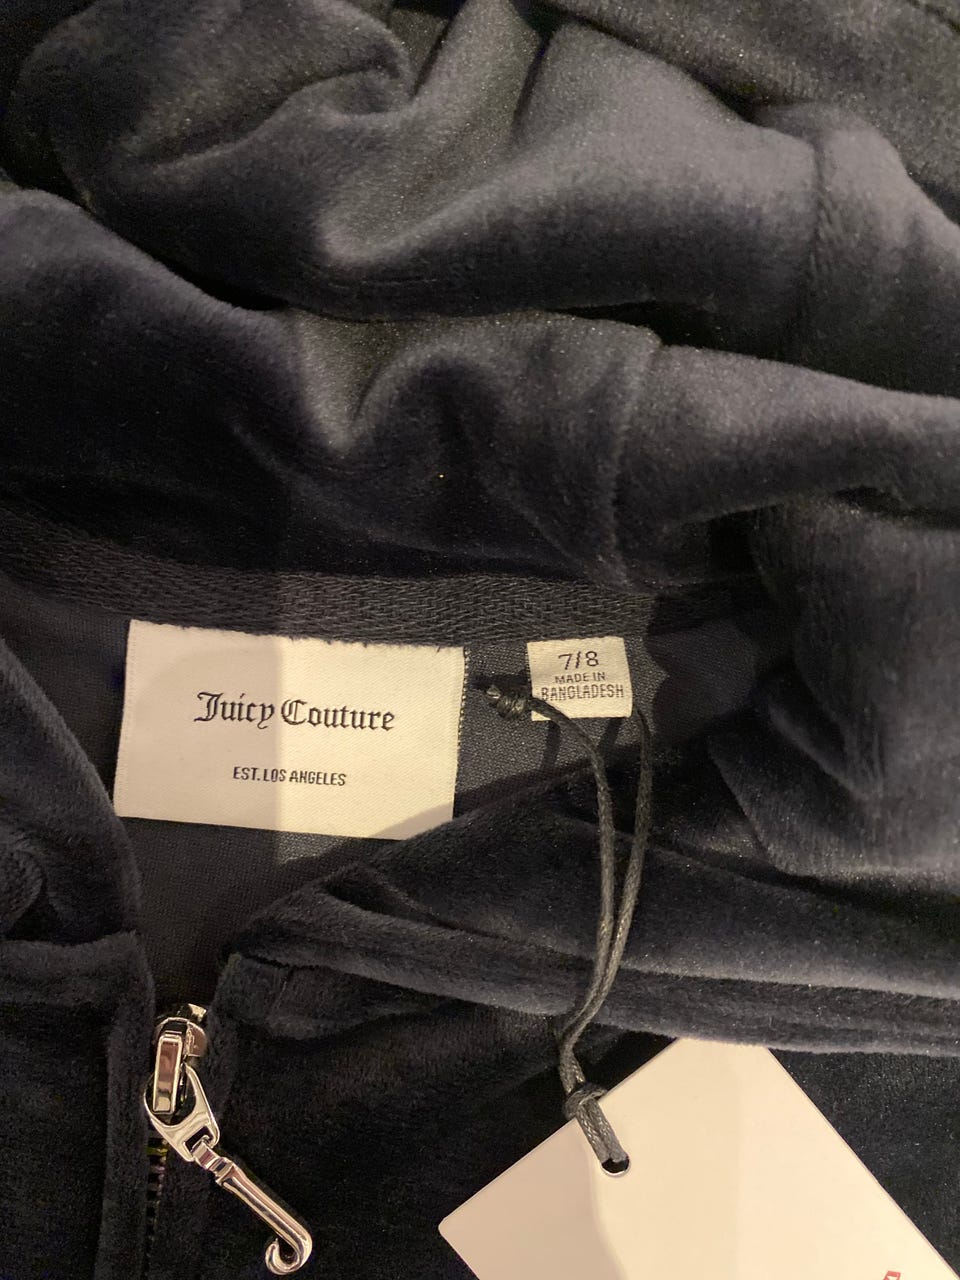 Juicy Couture
EST. LOS ANGELES
7/8
MADE IN
BANGLADESH